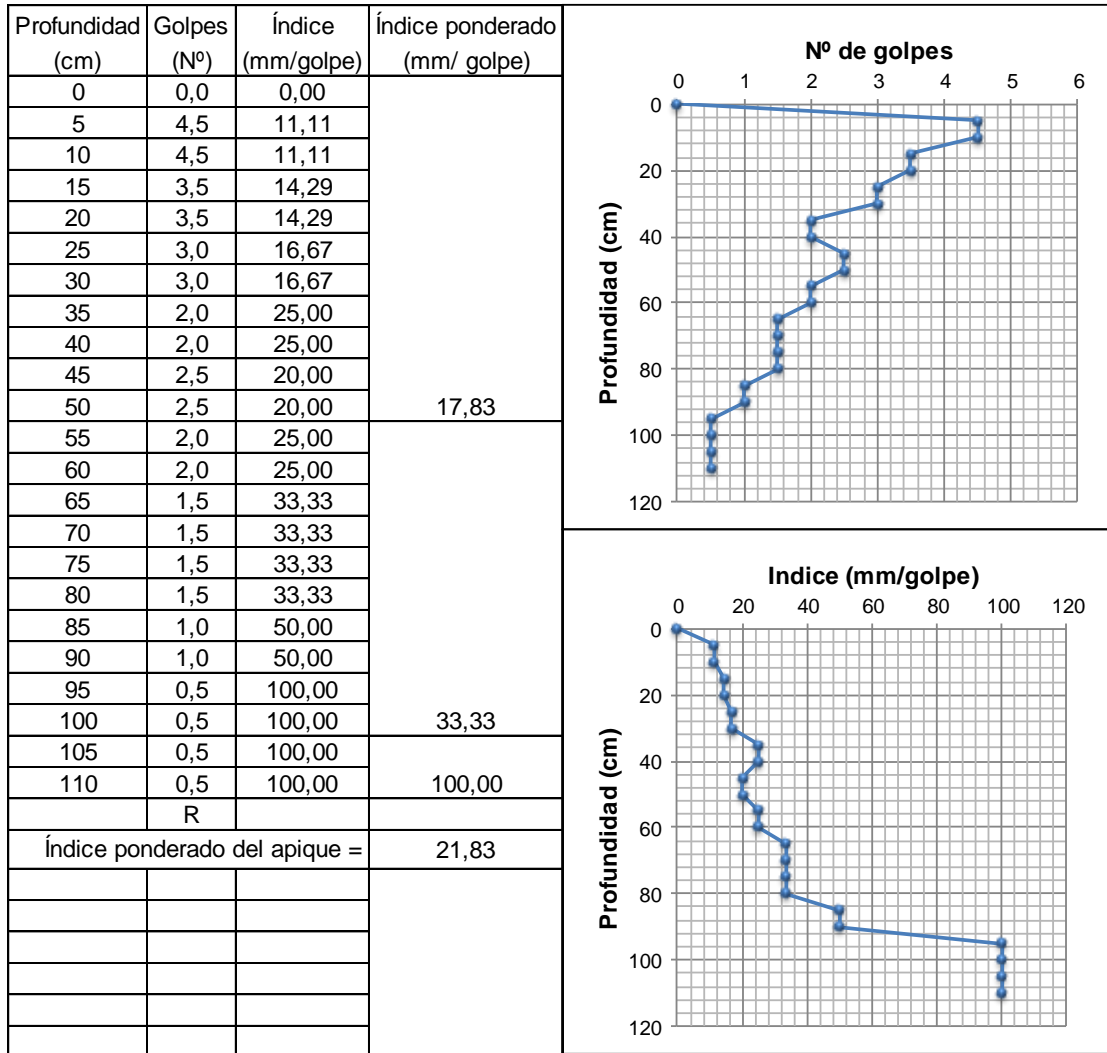 Profundidad Golpes Índice Índice ponderado
(cm) (Nº) (mm/golpe) (mm/ golpe)
0 0,0 0,00
5 4,5 11,11
10 4,5 11,11
15 3,5 14,29
20 3,5 14,29
25 3,0 16,67
30 3,0 16,67
35 2,0 25,00
40 2,0 25,00
45 2,5 20,00
50 2,5 20,00 17,83
55 2,0 25,00
60 2,0 25,00
65 1,5 33,33
70 1,5 33,33
75 1,5 33,33
80 1,5 33,33
85 1,0 50,00
90 1,0 50,00
95 0,5 100,00
100 0,5 100,00 33,33
105 0,5 100,00
110 0,5 100,00 100,00
R
Índice ponderado del apique = 21,83
Nº de golpes
0 1 2 3 4 5 6
0
20
40
60
80
100
120
Profundidad (cm)
Indice (mm/golpe)
0 20 40 60 80 100 120
0
20
40
60
80
100
120
Profundidad (cm)